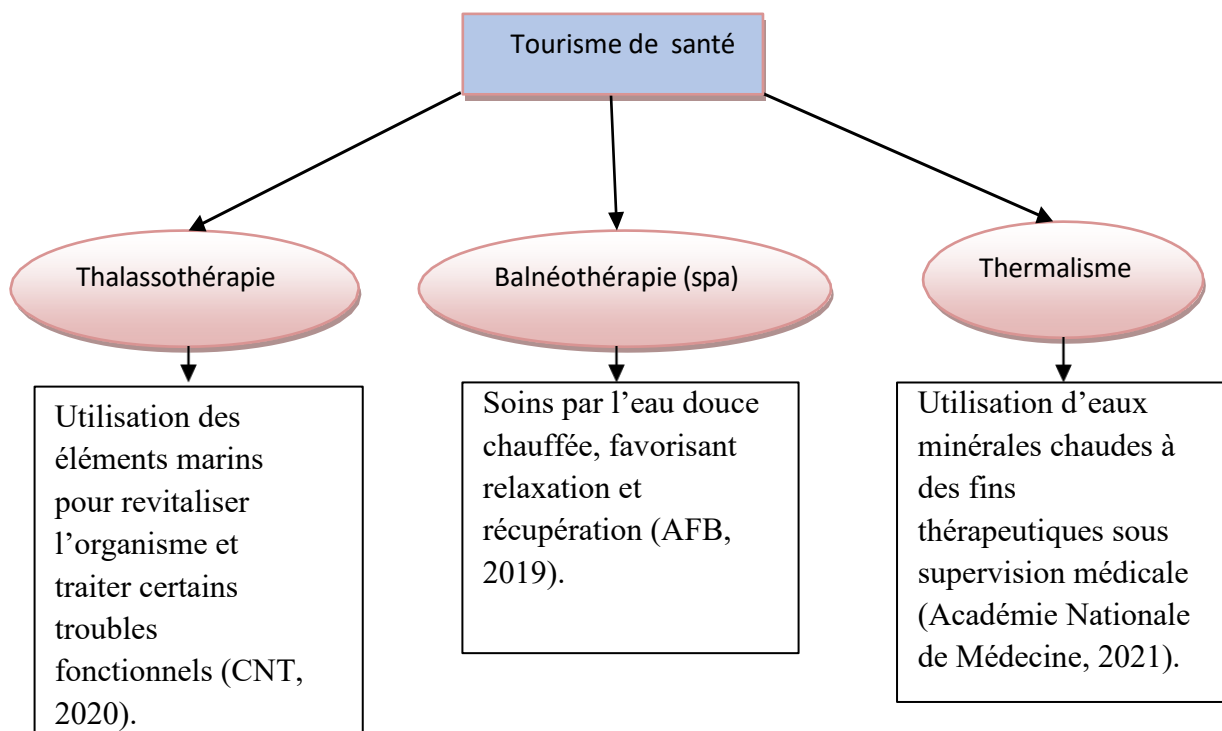 Tourisme de santé
Thalassothérapie
Balnéothérapie (spa)
Thermalisme
Utilisation des
éléments marins
pour revitaliser
l’organisme et
traiter certains
troubles
fonctionnels (CNT,
2020).
Soins par l’eau douce
chauffée, favorisant
relaxation et
récupération (AFB,
2019).
Utilisation d’eaux
minérales chaudes à
des fins
thérapeutiques sous
supervision médicale
(Académie Nationale
de Médecine, 2021).